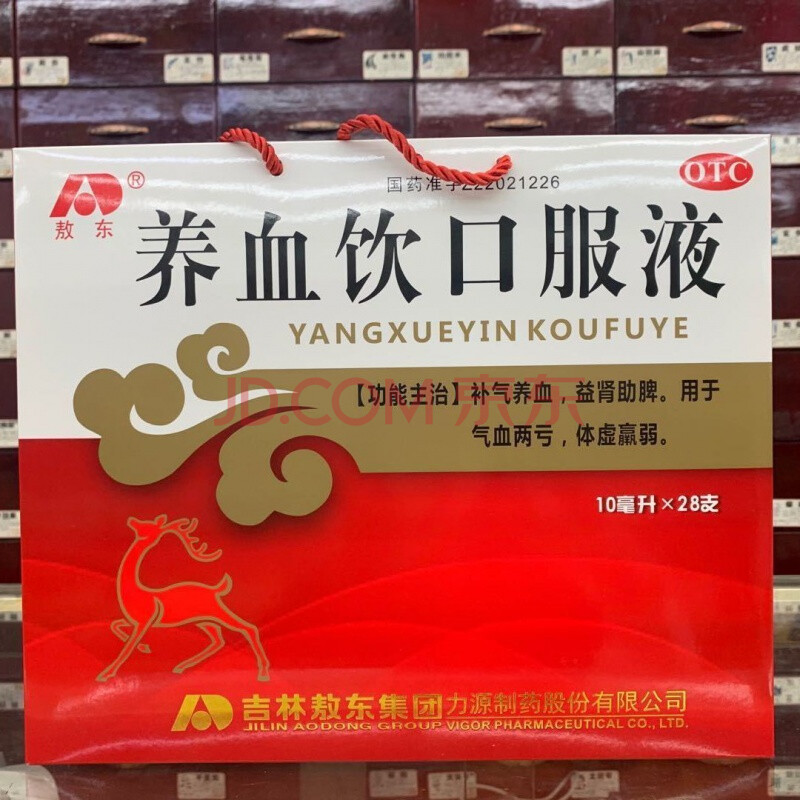 国药准字Z22021226
OTC
®
敖东
养血饮口服液
YANGXUEYIN KOUFUYE
【功能主治】补气养血，益肾助脾。用于
气血两亏，体虚羸弱。
JD.COM 京东
10毫升×28支
吉林敖东集团力源制药股份有限公司
JILIN AODONG GROUP VIGOR PHARMACEUTICAL CO., LTD.